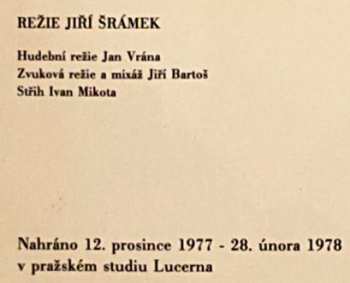 REŽIE JIŘÍ ŠRÁMEK
Hudební režie Jan Vrána
Zvuková režie a mixáž Jiří Bartoš
Střih Ivan Mikota
Nahráno 12. prosince 1977 - 28. února 1978
v pražském studiu Lucerna